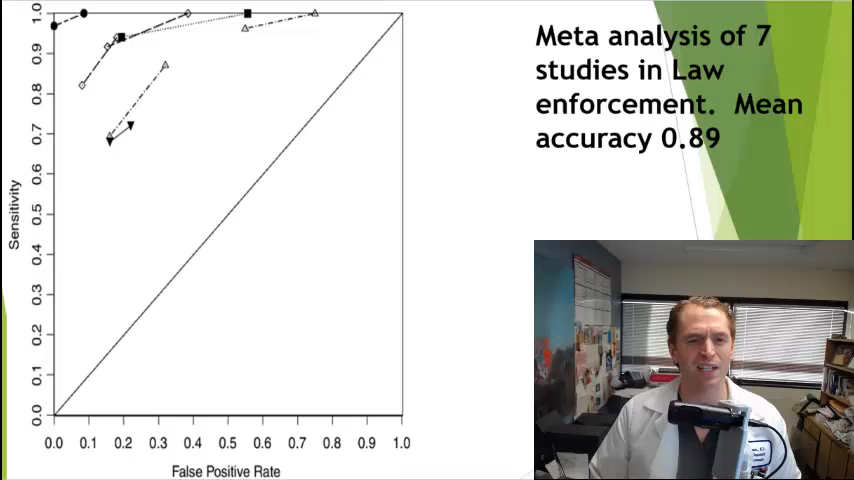 Meta analysis of 7
studies in Law
enforcement. Mean
accuracy 0.89
Sensitivity
1.0
0.9
0.8
0.7
0.6
0.5
0.4
0.3
0.2
0.1
0.0
0.0 0.1 0.2 0.3 0.4 0.5 0.6 0.7 0.8 0.9 1.0
False Positive Rate